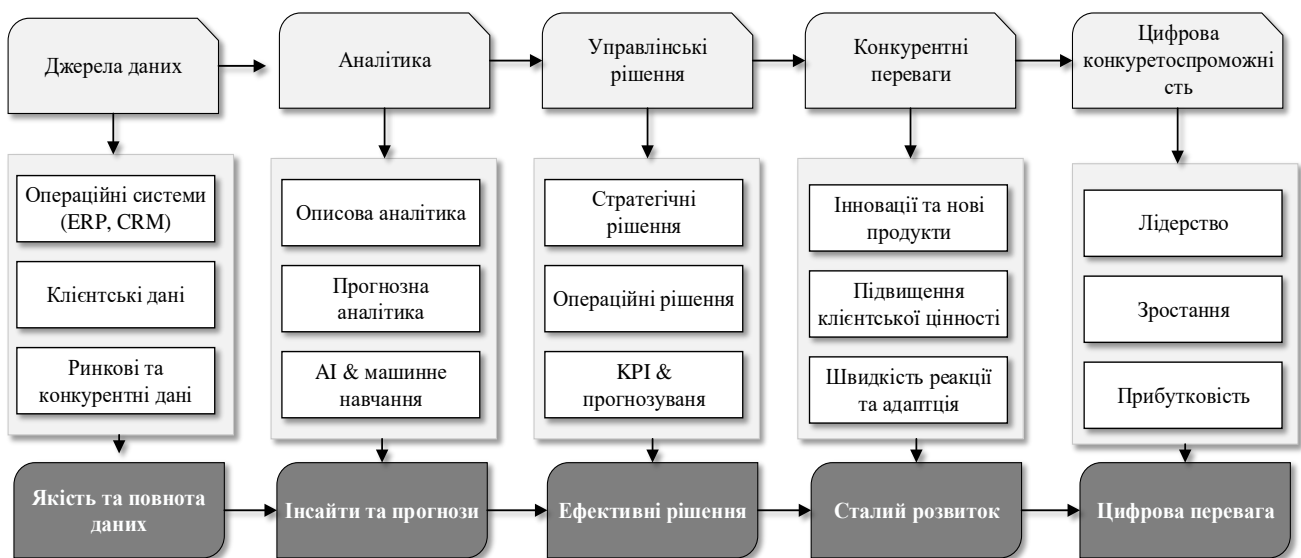 Джерела даних
Аналітика
Управлінські
рішення
Конкурентні
переваги
Цифрова
конкуретоспроможні
сть
Операційні системи
(ERP, CRM)
Клієнтські дані
Ринкові та
конкурентні дані
Описова аналітика
Прогнозна
аналітика
AI & машинне
навчання
Стратегічні
рішення
Операційні рішення
KPI &
прогнозуваня
Інновації та нові
продукти
Підвищення
клієнтської цінності
Швидкість реакції
та адаптція
Лідерство
Зростання
Прибутковість
Якість та повнота
даних
Інсайти та прогнози
Ефективні рішення
Сталий розвиток
Цифрова перевага